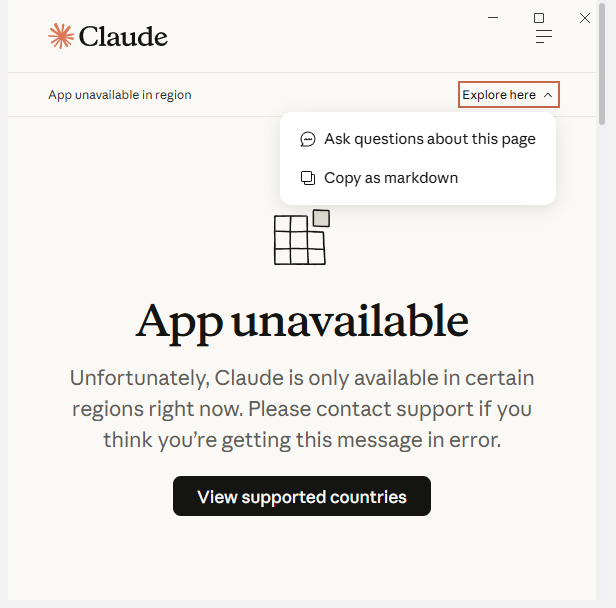 Claude
App unavailable in region
Explore here
Ask questions about this page
Copy as markdown
App unavailable
Unfortunately, Claude is only available in certain
regions right now. Please contact support if you
think you’re getting this message in error.
View supported countries